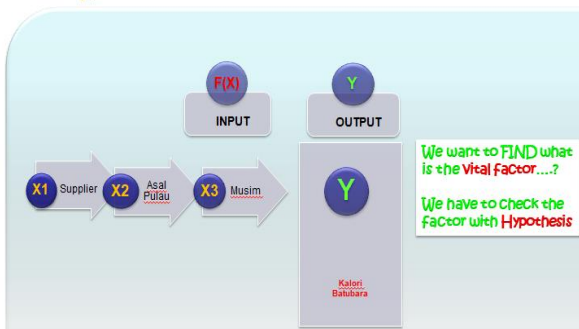 F(X)
INPUT
Y
OUTPUT
X1 Supplier
X2 Asal
Pulau
X3 Musim
Y
Kalori
Batubara
We want to FIND what
is the Vital factor....?
We have to check the
factor with Hypothesis